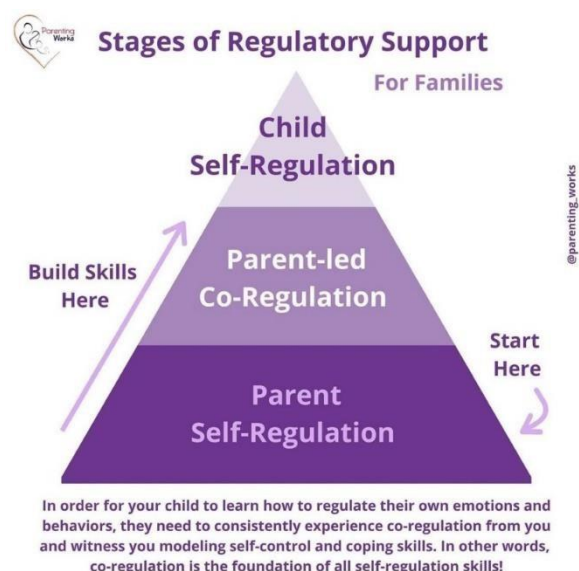 Parenting
Works
Stages of Regulatory Support
For Families
Child
Self-Regulation
@parenting_works
Parent-led
Co-Regulation
Build Skills
Here
Start
Here
Parent
Self-Regulation
In order for your child to learn how to regulate their own emotions and
behaviors, they need to consistently experience co-regulation from you
and witness you modeling self-control and coping skills. In other words,
co-regulation is the foundation of all self-regulation skills!